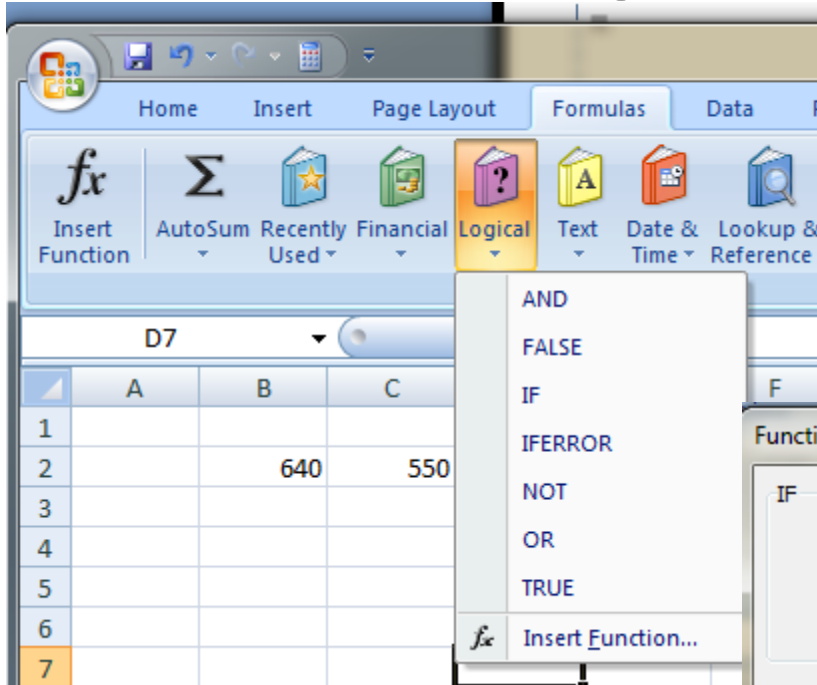 Home Insert Page Layout Formulas Data
fx Σ ? A
Insert Function AutoSum Recently Used Financial Logical Text Date & Time Lookup & Reference
D7
A B C F
1
2 640 550
3
4
5
6
7
AND
FALSE
IF
IFERROR
NOT
OR
TRUE
fx Insert Function...
Functi
IF